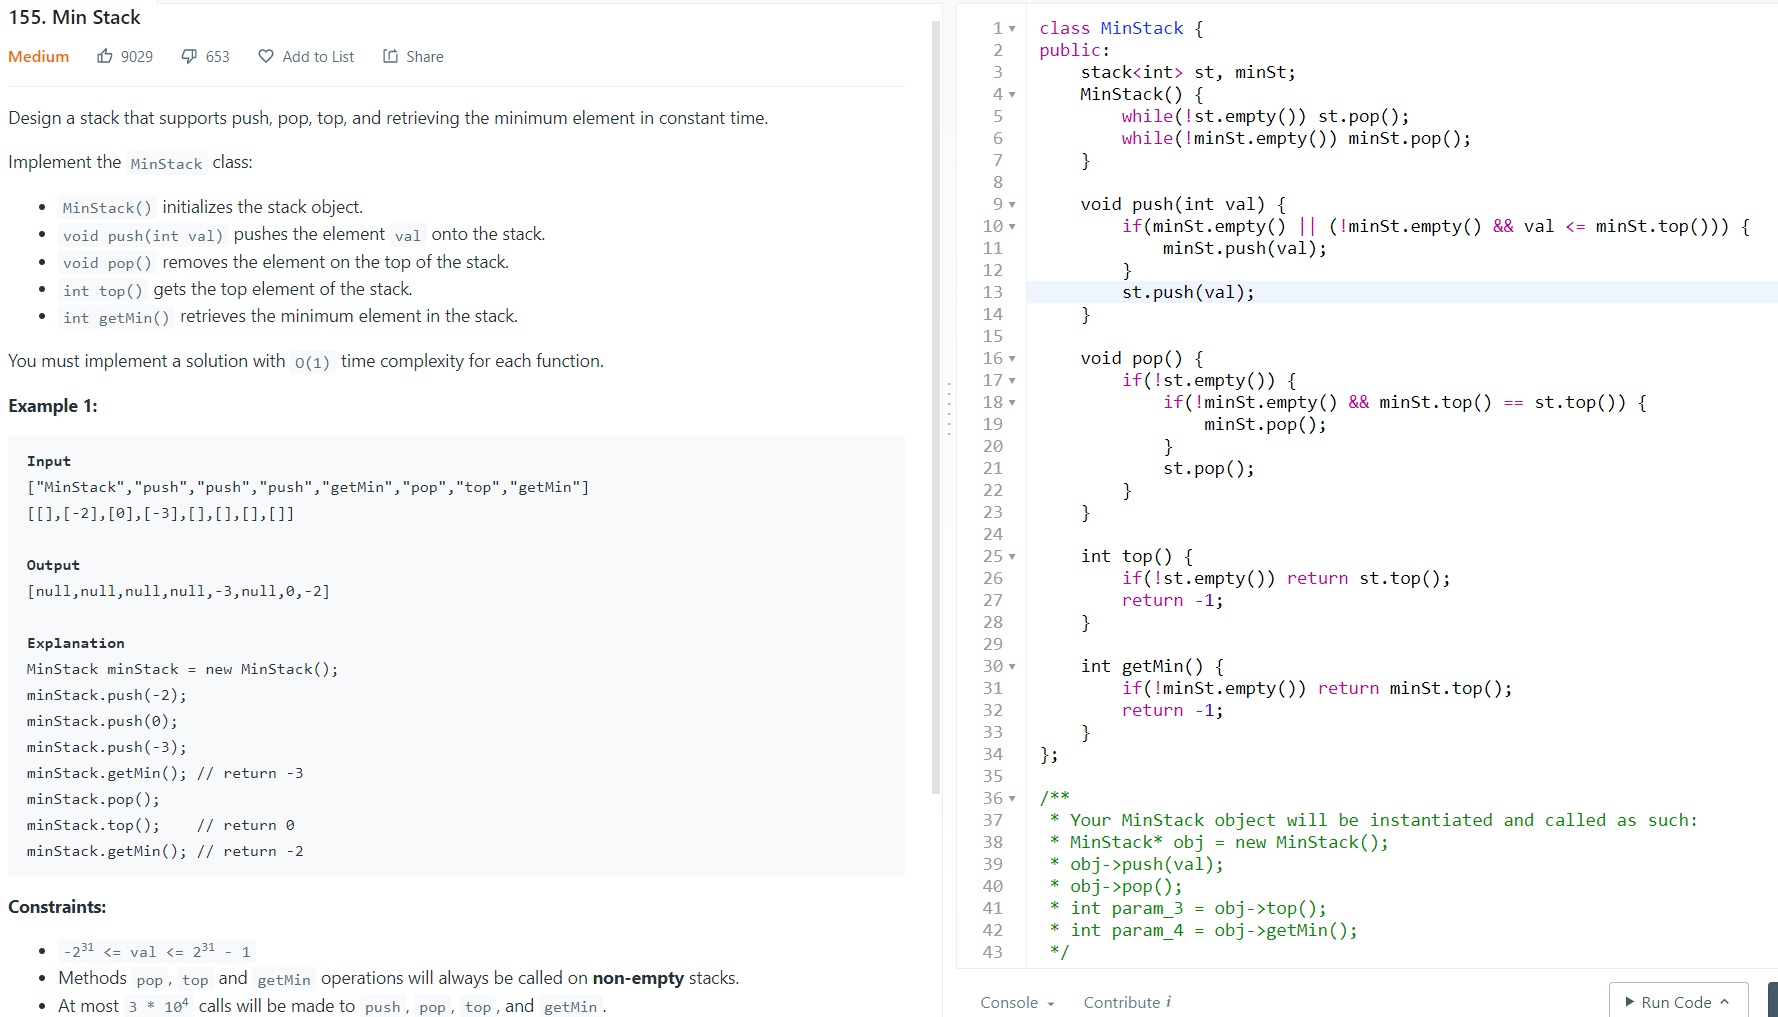 155. Min Stack
Medium 9029 653 Add to List Share
Design a stack that supports push, pop, top, and retrieving the minimum element in constant time.
Implement the MinStack class:
• MinStack() initializes the stack object.
• void push(int val) pushes the element val onto the stack.
• void pop() removes the element on the top of the stack.
• int top() gets the top element of the stack.
• int getMin() retrieves the minimum element in the stack.
You must implement a solution with O(1) time complexity for each function.
Example 1:
Input
["MinStack","push","push","push","getMin","pop","top","getMin"]
[[],[-2],[0],[-3],[],[],[],[]]
Output
[null,null,null,null,-3,null,0,-2]
Explanation
MinStack minStack = new MinStack();
minStack.push(-2);
minStack.push(0);
minStack.push(-3);
minStack.getMin(); // return -3
minStack.pop();
minStack.top();    // return 0
minStack.getMin(); // return -2
Constraints:
• -2³¹ <= val <= 2³¹ - 1
• Methods pop, top and getMin operations will always be called on non-empty stacks.
• At most 3 * 10⁴ calls will be made to push, pop, top, and getMin.
1 class MinStack {
2 public:
3     stack<int> st, minSt;
4     MinStack() {
5         while(!st.empty()) st.pop();
6         while(!minSt.empty()) minSt.pop();
7     }
8
9     void push(int val) {
10         if(minSt.empty() || (!minSt.empty() && val <= minSt.top())) {
11             minSt.push(val);
12         }
13         st.push(val);
14     }
15
16     void pop() {
17         if(!st.empty()) {
18             if(!minSt.empty() && minSt.top() == st.top()) {
19                 minSt.pop();
20             }
21             st.pop();
22         }
23     }
24
25     int top() {
26         if(!st.empty()) return st.top();
27         return -1;
28     }
29
30     int getMin() {
31         if(!minSt.empty()) return minSt.top();
32         return -1;
33     }
34 };
35
36 /**
37  * Your MinStack object will be instantiated and called as such:
38  * MinStack* obj = new MinStack();
39  * obj->push(val);
40  * obj->pop();
41  * int param_3 = obj->top();
42  * int param_4 = obj->getMin();
43  */
Console Contribute i Run Code